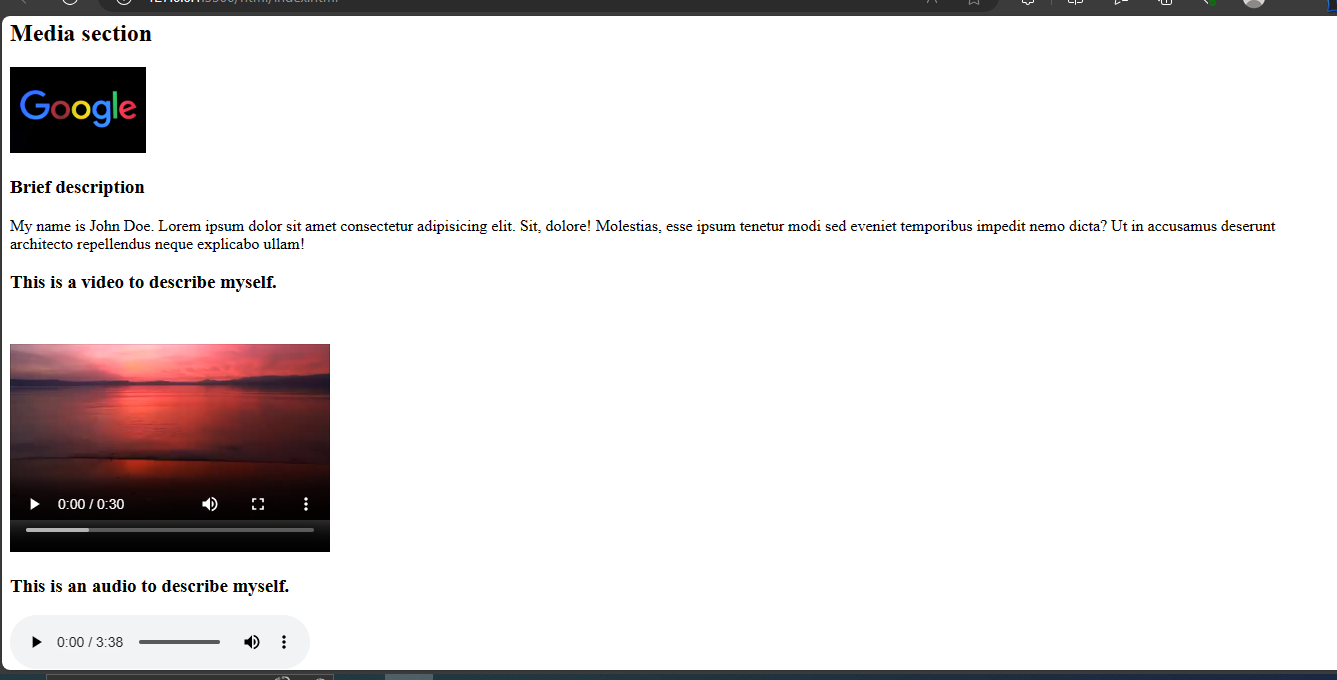 Media section
Google
Brief description
My name is John Doe. Lorem ipsum dolor sit amet consectetur adipisicing elit. Sit, dolore! Molestias, esse ipsum tenetur modi sed eveniet temporibus impedit nemo dicta? Ut in accusamus deserunt
architecto repellendus neque explicabo ullam!
This is a video to describe myself.
0:00 / 0:30
This is an audio to describe myself.
0:00 / 3:38